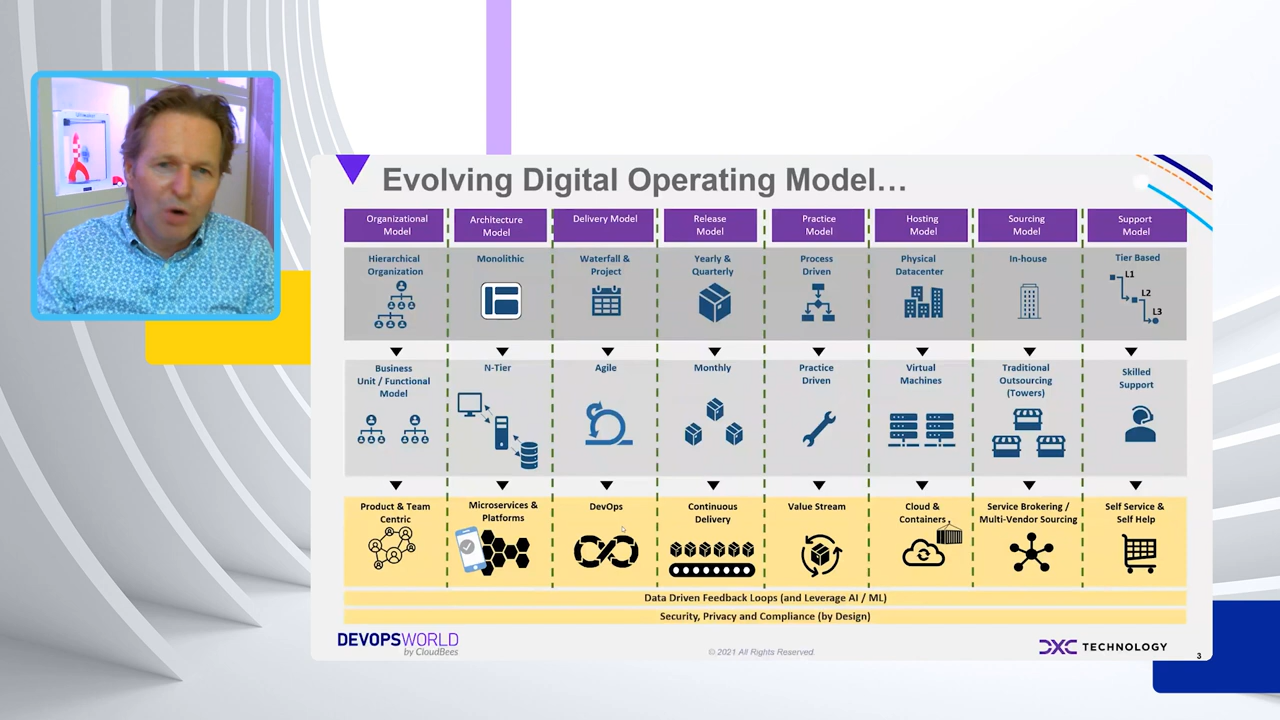 Evolving Digital Operating Model...
Organizational
Model
Architecture
Model
Delivery Model
Release
Model
Practice
Model
Hosting
Model
Sourcing
Model
Support
Model
Hierarchical
Organization
Monolithic
Waterfall &
Project
Yearly &
Quarterly
Process
Driven
Physical
Datacenter
In-house
Tier Based
L1
L2
L3
Business
Unit / Functional
Model
N-Tier
Agile
Monthly
Practice
Driven
Virtual
Machines
Traditional
Outsourcing
(Towers)
Skilled
Support
Product & Team
Centric
Microservices &
Platforms
DevOps
Continuous
Delivery
Value Stream
Cloud &
Containers
Service Brokering /
Multi-Vendor Sourcing
Self Service &
Self Help
Data Driven Feedback Loops (and Leverage AI / ML)
Security, Privacy and Compliance (by Design)
DEVOPSWORLD
by CloudBees
© 2021 All Rights Reserved.
DXC TECHNOLOGY
3